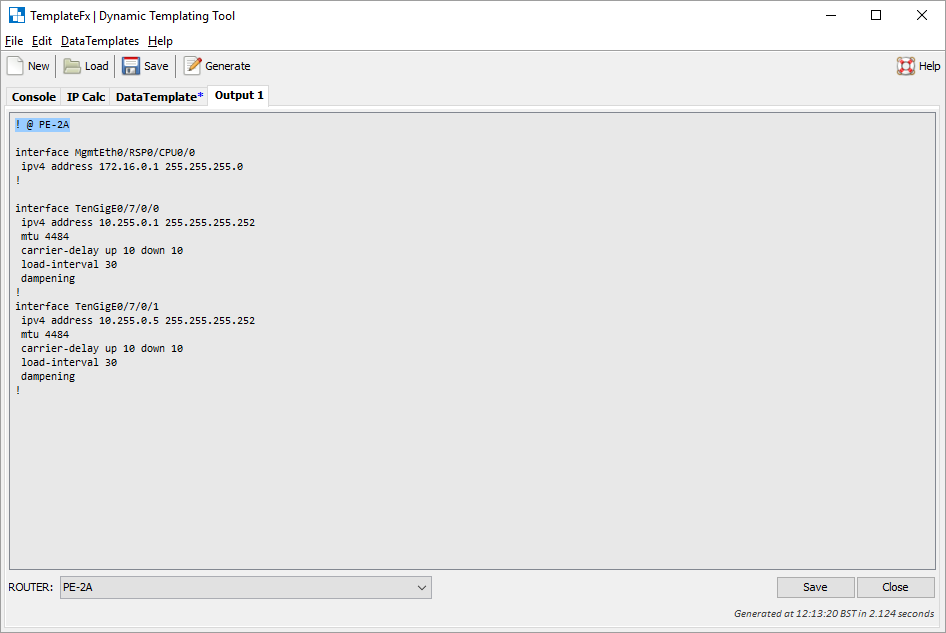 TemplateFx | Dynamic Templating Tool
File Edit DataTemplates Help
New Load Save Generate Help
Console IP Calc DataTemplate* Output 1
! @ PE-2A
interface MgmtEth0/RSP0/CPU0/0
ipv4 address 172.16.0.1 255.255.255.0
!
interface TenGigE0/7/0/0
ipv4 address 10.255.0.1 255.255.255.252
mtu 4484
carrier-delay up 10 down 10
load-interval 30
dampening
!
interface TenGigE0/7/0/1
ipv4 address 10.255.0.5 255.255.255.252
mtu 4484
carrier-delay up 10 down 10
load-interval 30
dampening
!
ROUTER: PE-2A Save Close
Generated at 12:13:20 BST in 2.124 seconds